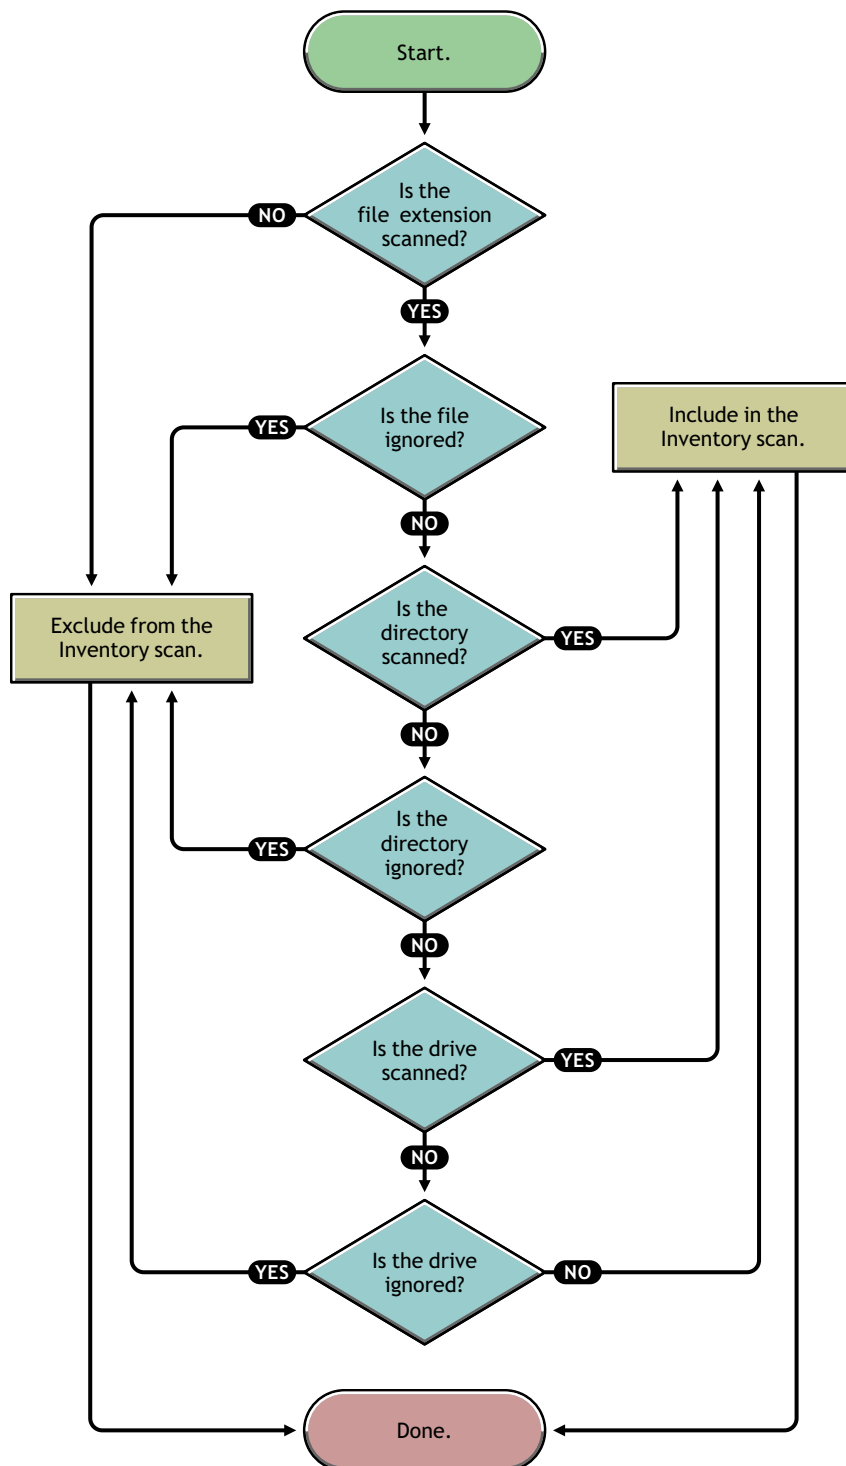 Start.
Is the
file extension
scanned?
NO
YES
Is the file
ignored?
YES
NO
Include in the
Inventory scan.
Exclude from the
Inventory scan.
Is the
directory
scanned?
YES
NO
Is the
directory
ignored?
YES
NO
Is the drive
scanned?
YES
NO
Is the drive
ignored?
YES
NO
Done.